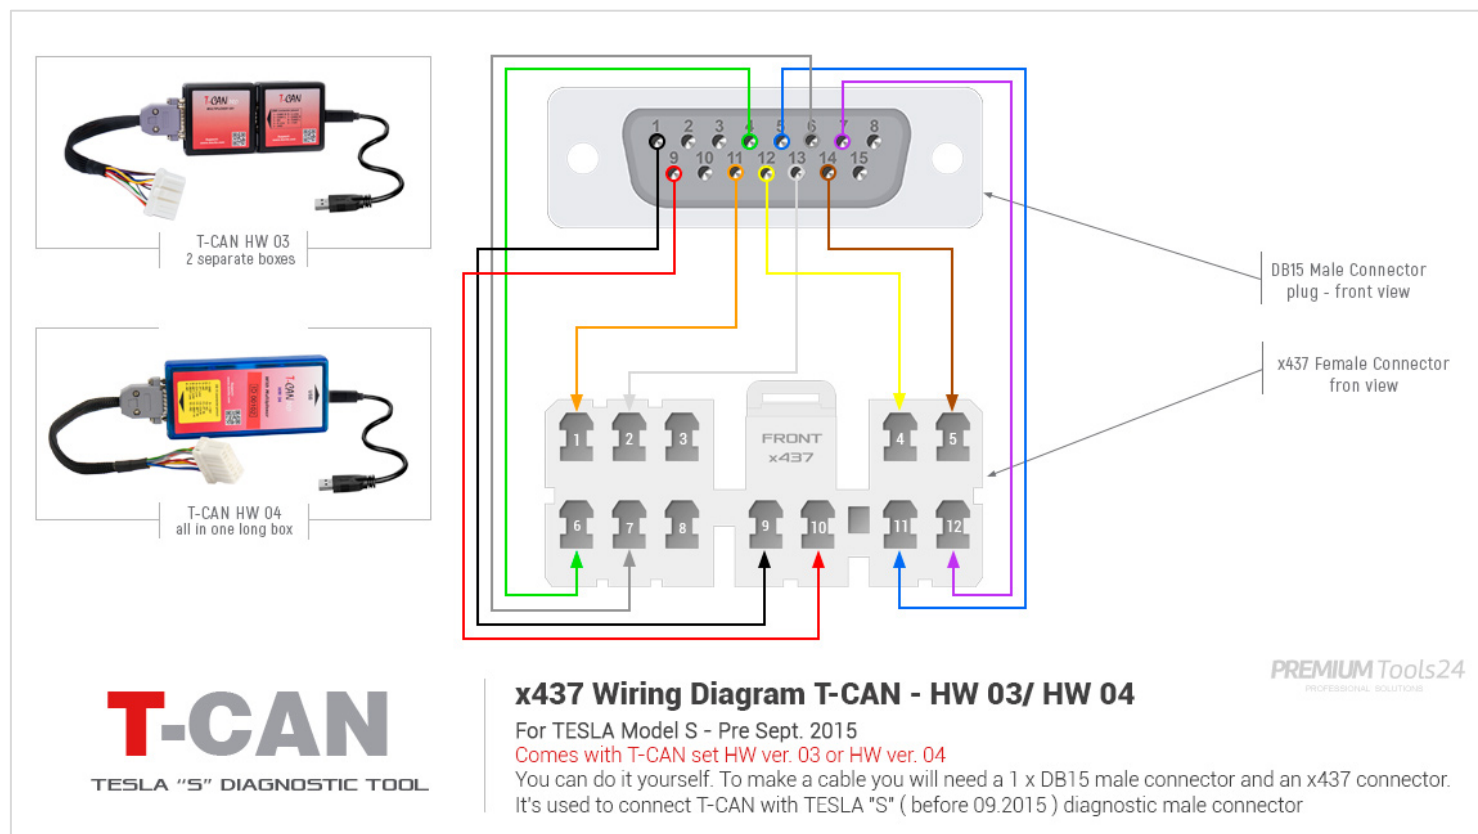 T-CAN
T-CAN
T-CAN HW 03
2 separate boxes
T-CAN
T-CAN HW 04
all in one long box
1 2 3 4 5 6 7 8
9 10 11 12 13 14 15
DB15 Male Connector
plug - front view
x437 Female Connector
fron view
FRONT
x437
1 2 3 4 5
6 7 8 9 10 11 12
PREMIUM Tools24
PROFESSIONAL SOLUTIONS
T-CAN
TESLA "S" DIAGNOSTIC TOOL
x437 Wiring Diagram T-CAN - HW 03/ HW 04
For TESLA Model S - Pre Sept. 2015
Comes with T-CAN set HW ver. 03 or HW ver. 04
You can do it yourself. To make a cable you will need a 1 x DB15 male connector and an x437 connector.
It's used to connect T-CAN with TESLA "S" ( before 09.2015 ) diagnostic male connector